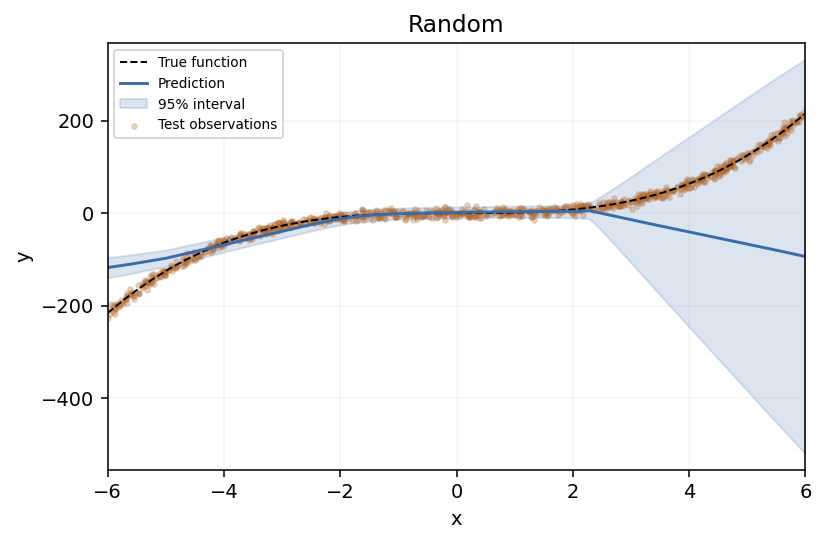 Random
True function
Prediction
95% interval
Test observations
200
0
−200
−400
y
−6
−4
−2
0
2
4
6
x